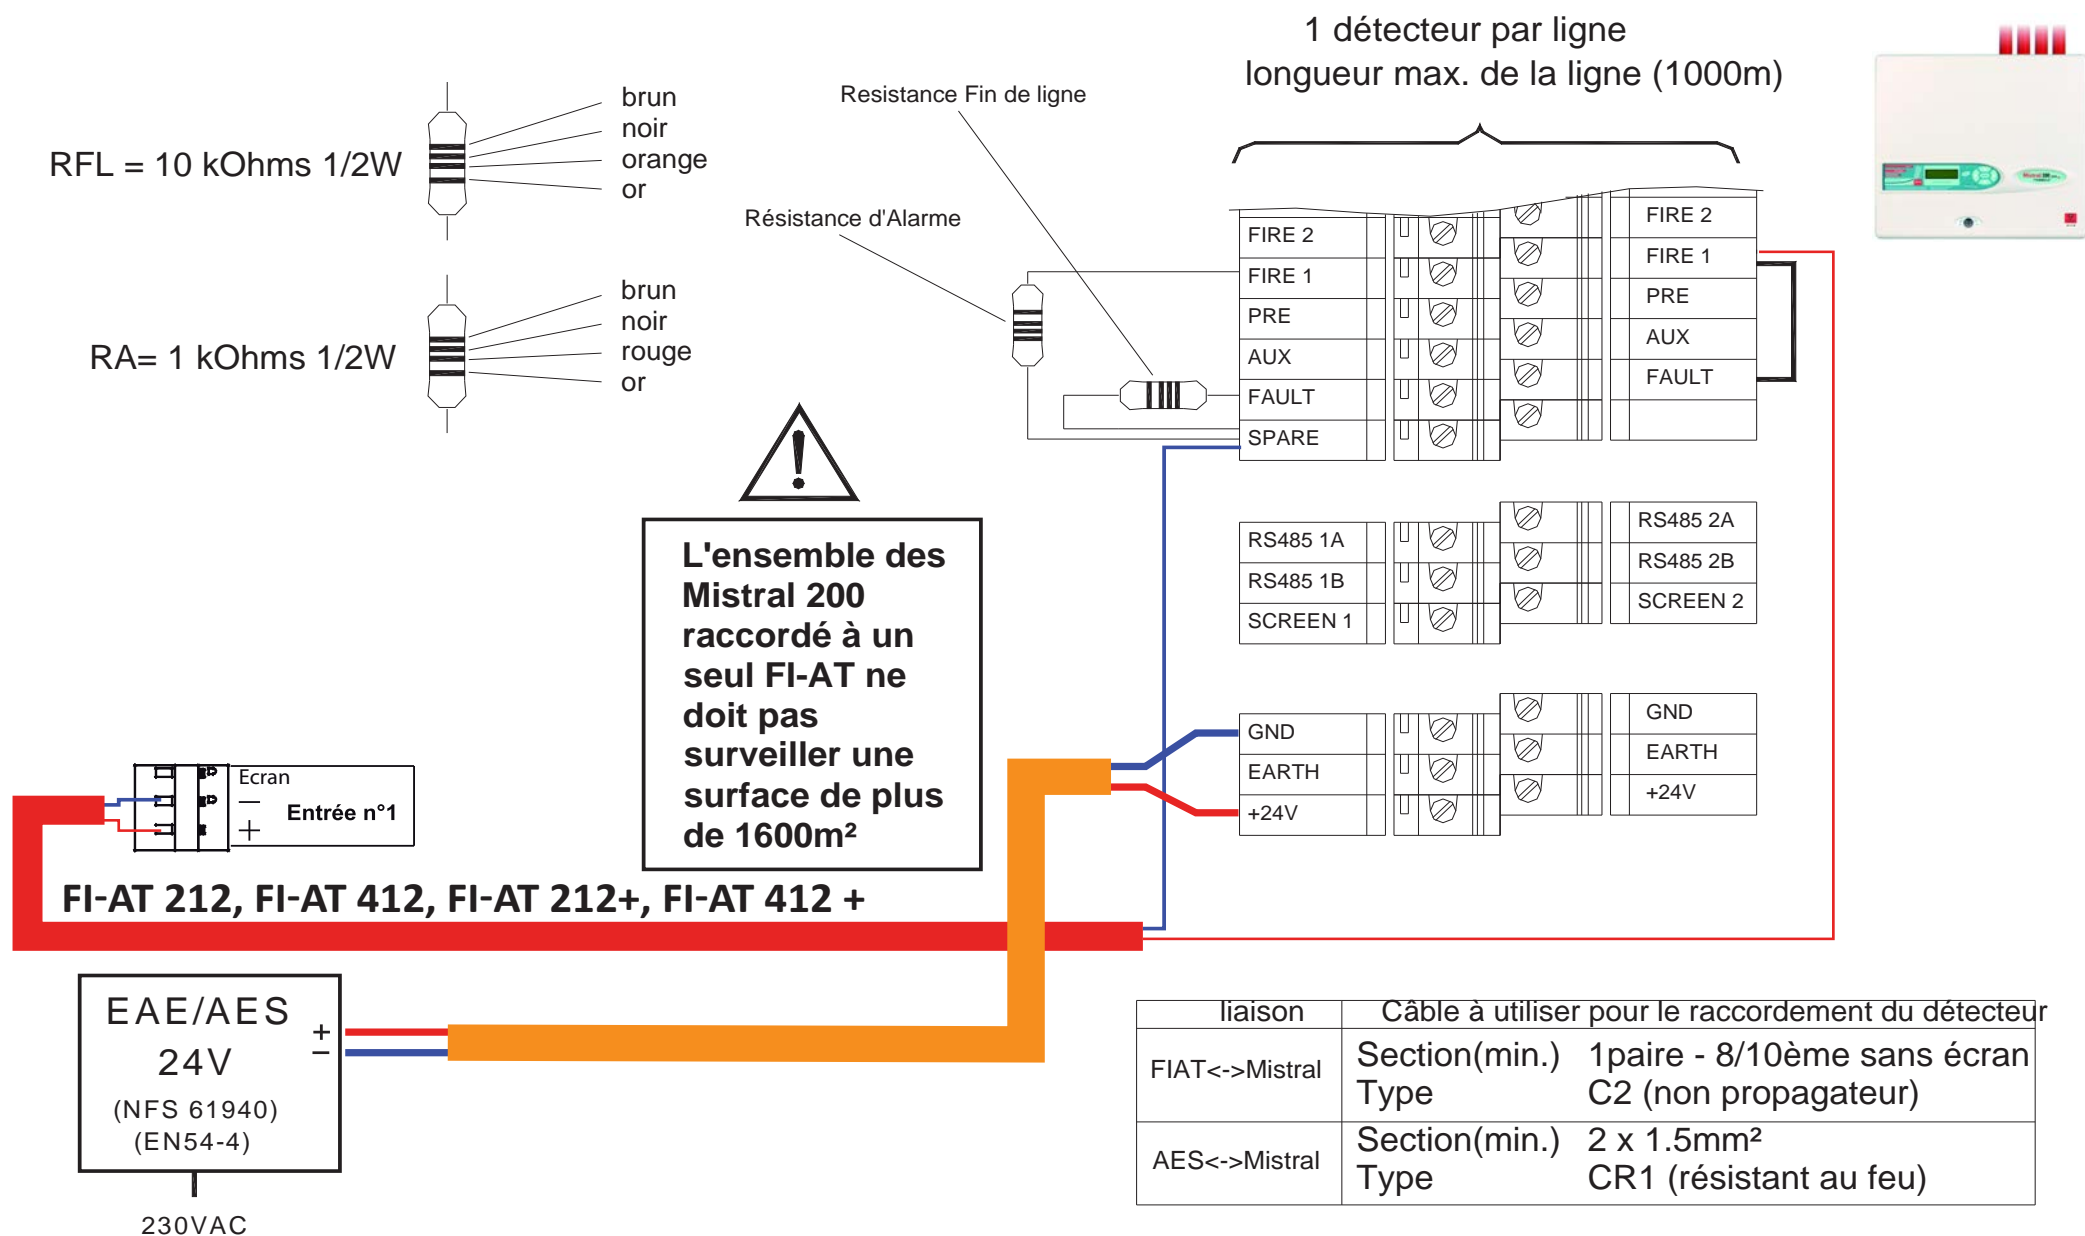 1 détecteur par ligne
longueur max. de la ligne (1000m)
RFL = 10 kOhms 1/2W
brun
noir
orange
or
Resistance Fin de ligne
Résistance d'Alarme
RA= 1 kOhms 1/2W
brun
noir
rouge
or
FIRE 2
FIRE 1
PRE
AUX
FAULT
SPARE
FIRE 2
FIRE 1
PRE
AUX
FAULT
RS485 1A
RS485 1B
SCREEN 1
RS485 2A
RS485 2B
SCREEN 2
GND
EARTH
+24V
GND
EARTH
+24V
!
L'ensemble des
Mistral 200
raccordé à un
seul FI-AT ne
doit pas
surveiller une
surface de plus
de 1600m²
Ecran
–
Entrée n°1
+
FI-AT 212, FI-AT 412, FI-AT 212+, FI-AT 412 +
EAE/AES
24V
+
–
(NFS 61940)
(EN54-4)
230VAC
liaison Câble à utiliser pour le raccordement du détecteur
FIAT<->Mistral
Section(min.) 1paire - 8/10ème sans écran
Type C2 (non propagateur)
AES<->Mistral
Section(min.) 2 x 1.5mm²
Type CR1 (résistant au feu)